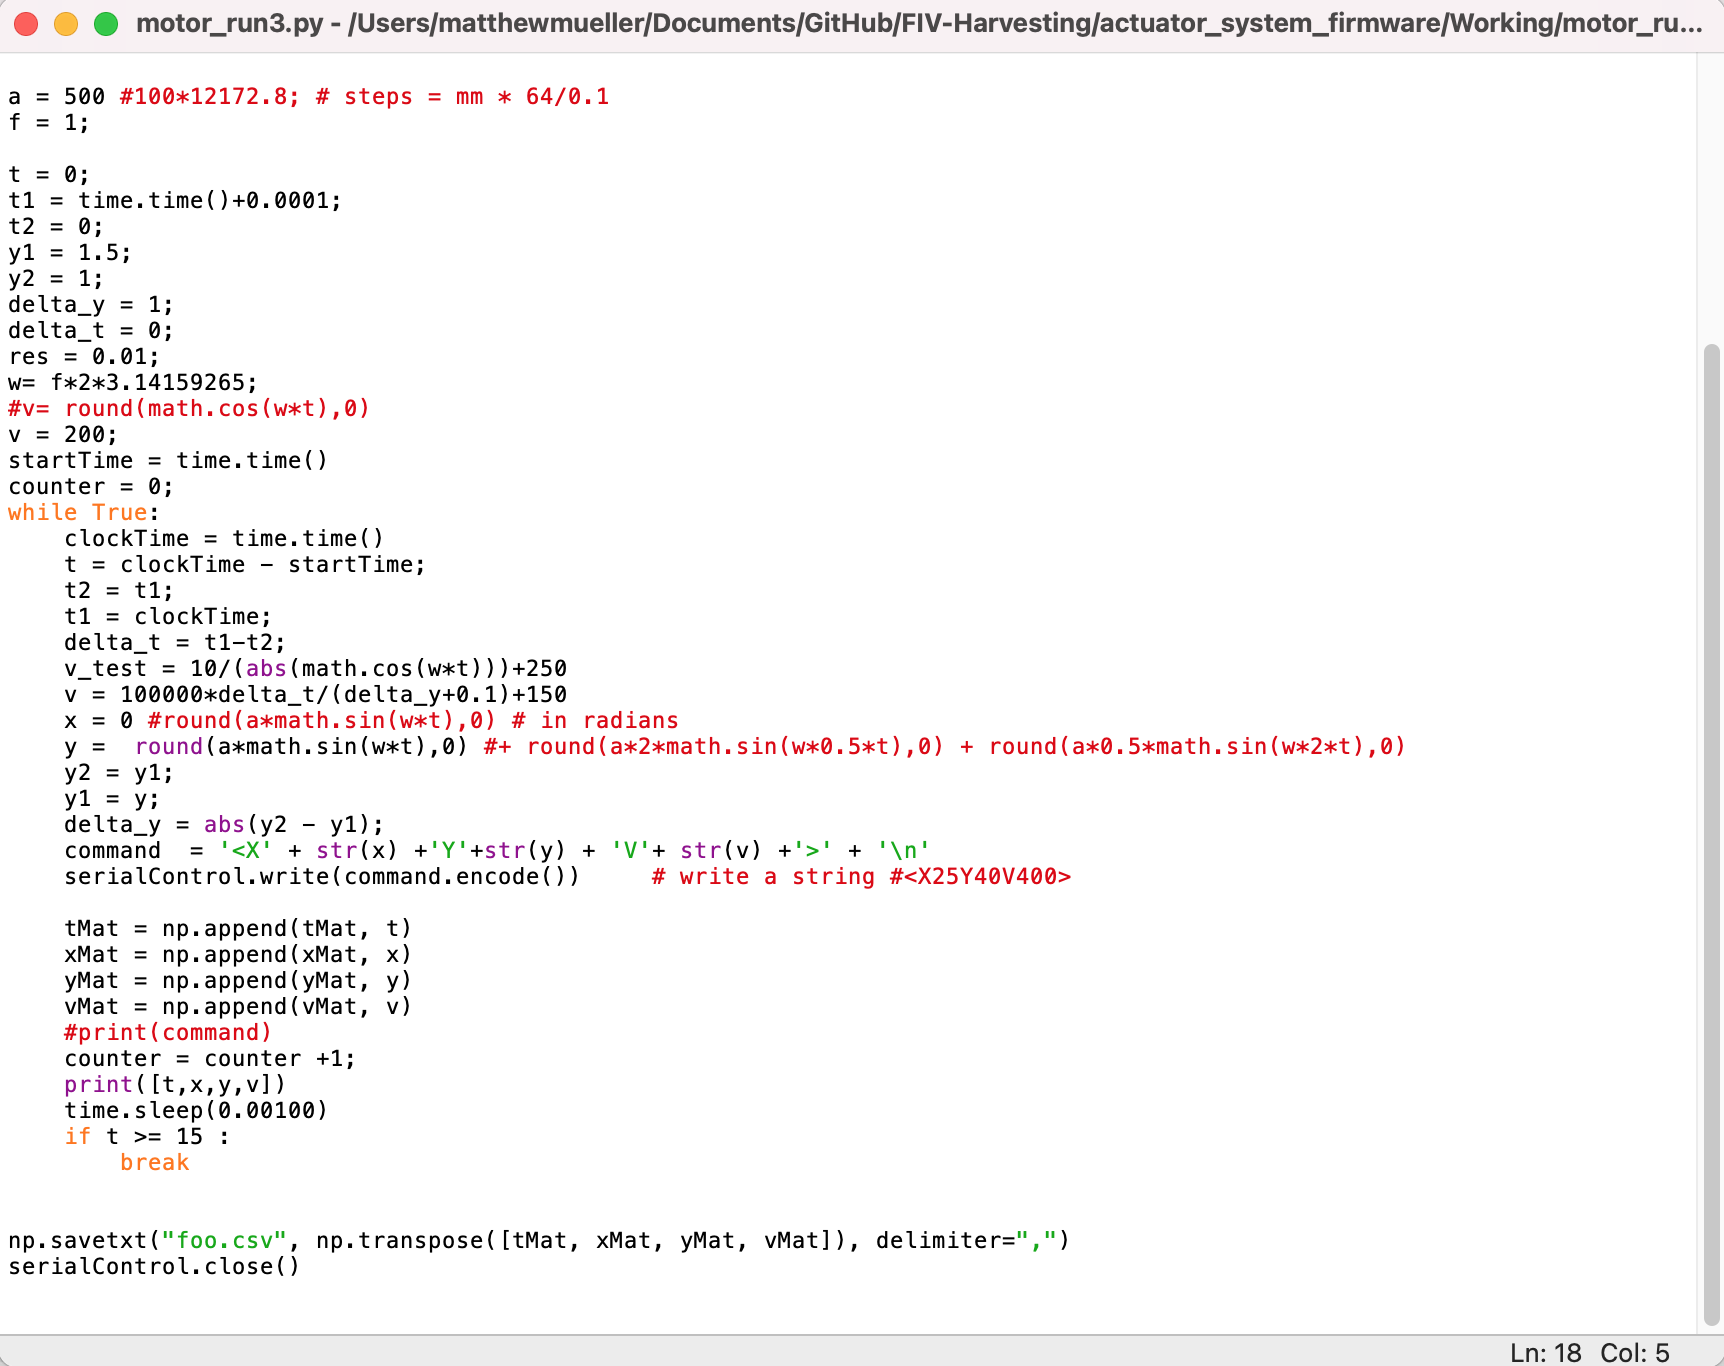 motor_run3.py - /Users/matthewmueller/Documents/GitHub/FIV-Harvesting/actuator_system_firmware/Working/motor_ru...
a = 500 #100*12172.8; # steps = mm * 64/0.1
f = 1;
t = 0;
t1 = time.time()+0.0001;
t2 = 0;
y1 = 1.5;
y2 = 1;
delta_y = 1;
delta_t = 0;
res = 0.01;
w= f*2*3.14159265;
#v= round(math.cos(w*t),0)
v = 200;
startTime = time.time()
counter = 0;
while True:
    clockTime = time.time()
    t = clockTime - startTime;
    t2 = t1;
    t1 = clockTime;
    delta_t = t1-t2;
    v_test = 10/(abs(math.cos(w*t)))+250
    v = 100000*delta_t/(delta_y+0.1)+150
    x = 0 #round(a*math.sin(w*t),0) # in radians
    y =  round(a*math.sin(w*t),0) #+ round(a*2*math.sin(w*0.5*t),0) + round(a*0.5*math.sin(w*2*t),0)
    y2 = y1;
    y1 = y;
    delta_y = abs(y2 - y1);
    command  = '<X' + str(x) +'Y'+str(y) + 'V'+ str(v) +'>' + '\n'
    serialControl.write(command.encode())     # write a string #<X25Y40V400>
    tMat = np.append(tMat, t)
    xMat = np.append(xMat, x)
    yMat = np.append(yMat, y)
    vMat = np.append(vMat, v)
    #print(command)
    counter = counter +1;
    print([t,x,y,v])
    time.sleep(0.00100)
    if t >= 15 :
        break
np.savetxt("foo.csv", np.transpose([tMat, xMat, yMat, vMat]), delimiter=",")
serialControl.close()
Ln: 18 Col: 5